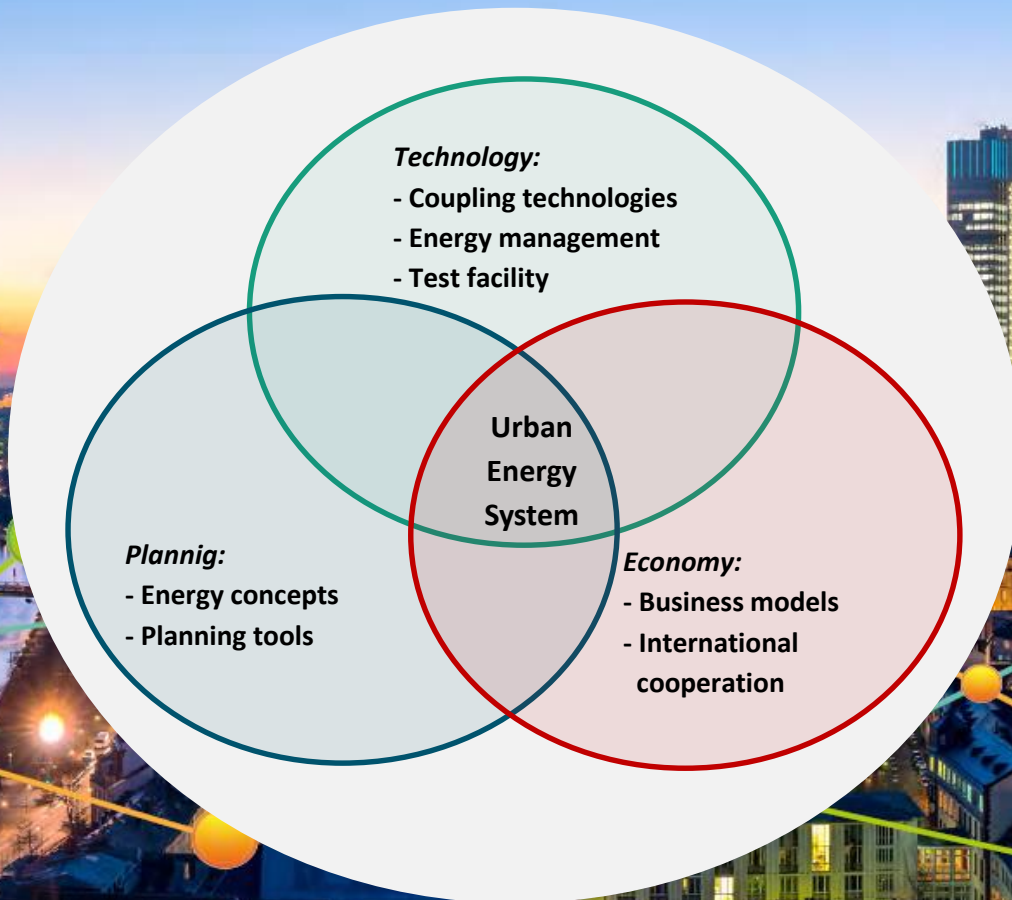 Technology:
- Coupling technologies
- Energy management
- Test facility
Urban
Energy
System
Plannig:
- Energy concepts
- Planning tools
Economy:
- Business models
- International
cooperation